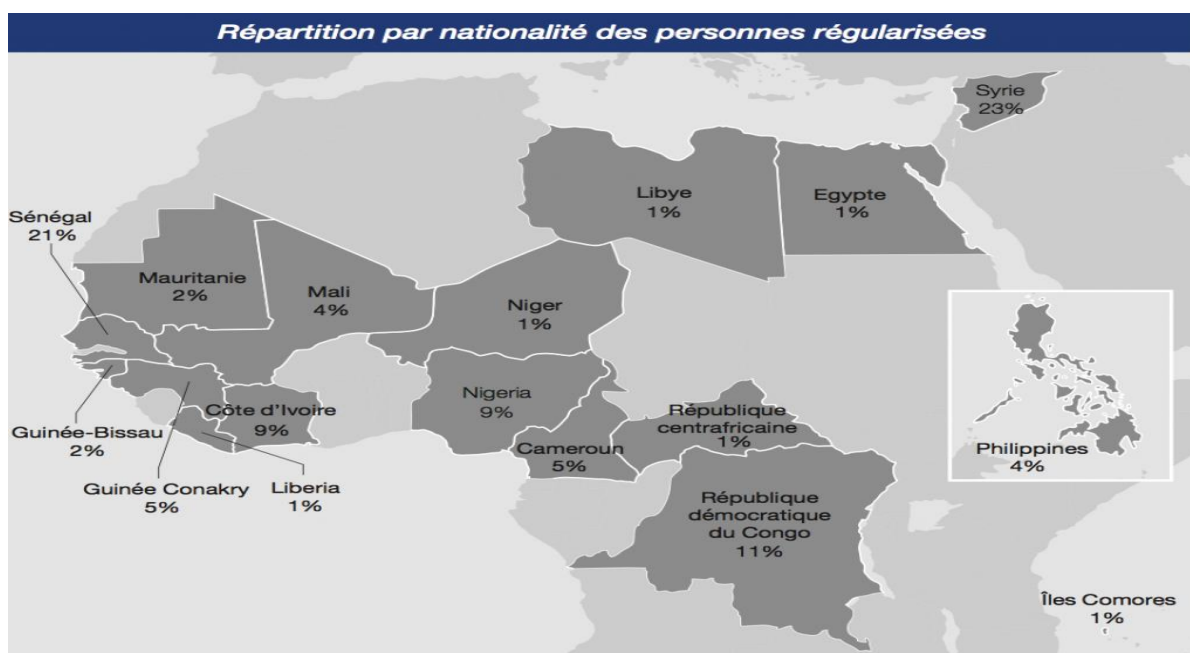 Répartition par nationalité des personnes régularisées
Syrie
23%
Libye
1%
Egypte
1%
Sénégal
21%
Mauritanie
2%
Mali
4%
Niger
1%
Nigeria
9%
Côte d'Ivoire
9%
Guinée-Bissau
2%
Guinée Conakry
5%
Liberia
1%
Cameroun
5%
République
centrafricaine
1%
République
démocratique
du Congo
11%
Philippines
4%
Îles Comores
1%